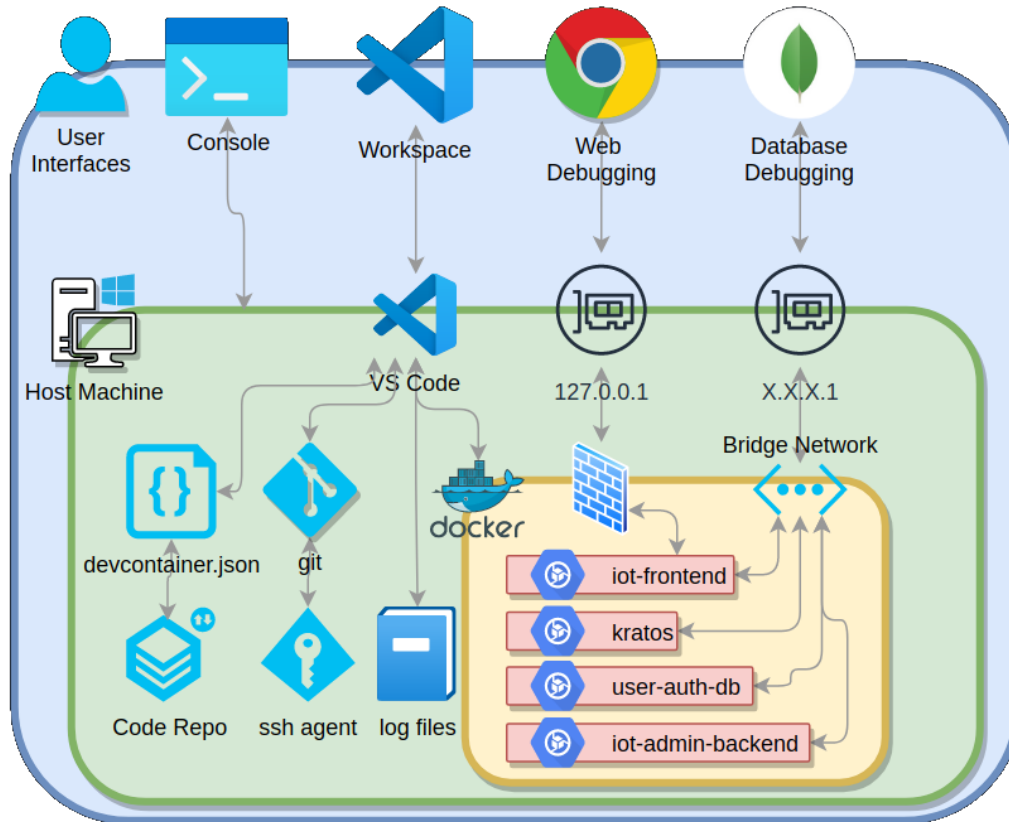 User
Interfaces
Console
Workspace
Web
Debugging
Database
Debugging
Host Machine
VS Code
127.0.0.1
X.X.X.1
Bridge Network
devcontainer.json
git
docker
iot-frontend
kratos
user-auth-db
iot-admin-backend
Code Repo
ssh agent
log files